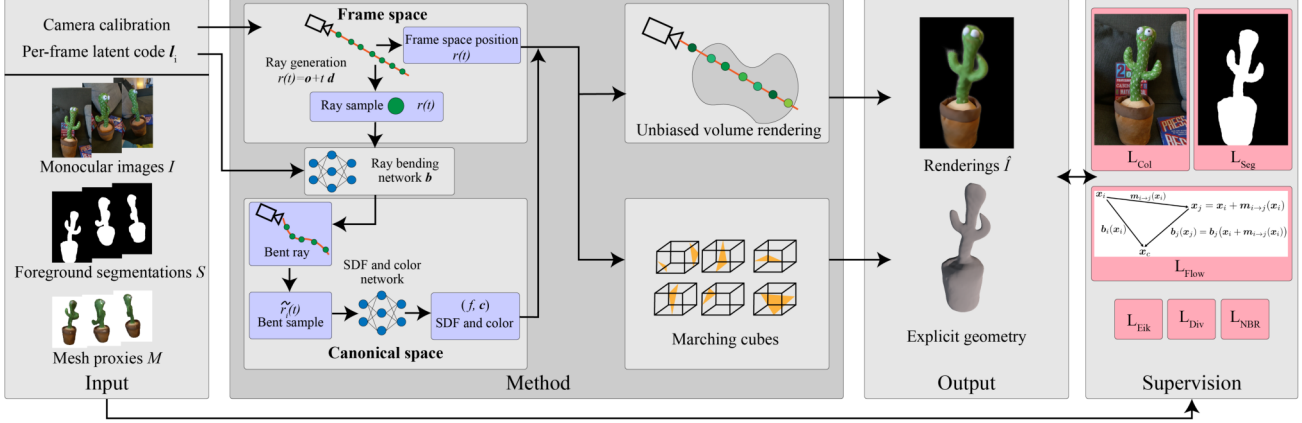 Camera calibration
Per-frame latent code l_i
Monocular images I
Foreground segmentations S
Mesh proxies M
Input
Frame space
Ray generation
r(t)=o+t d
Frame space position
r(t)
Ray sample r(t)
Ray bending
network b
Bent ray
SDF and color
network
r̃_i(t)
Bent sample
(f, c)
SDF and color
Canonical space
Unbiased volume rendering
Marching cubes
Method
Renderings Î
Explicit geometry
Output
L_Col
L_Seg
x_i
m_{i→j}(x_i)
x_j = x_i + m_{i→j}(x_i)
b_i(x_i)
b_j(x_j) = b_j(x_i + m_{i→j}(x_i))
x_c
L_Flow
L_Eik
L_Div
L_NBR
Supervision